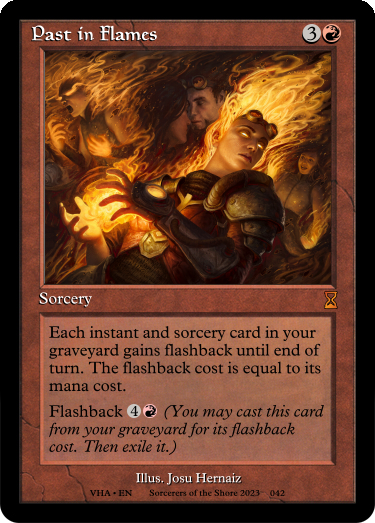 Past in Flames 3
Sorcery
Each instant and sorcery card in your
graveyard gains flashback until end of
turn. The flashback cost is equal to its
mana cost.
Flashback 4 (You may cast this card
from your graveyard for its flashback
cost. Then exile it.)
Illus. Josu Hernaiz
VHA • EN Sorcerers of the Shore 2023 042